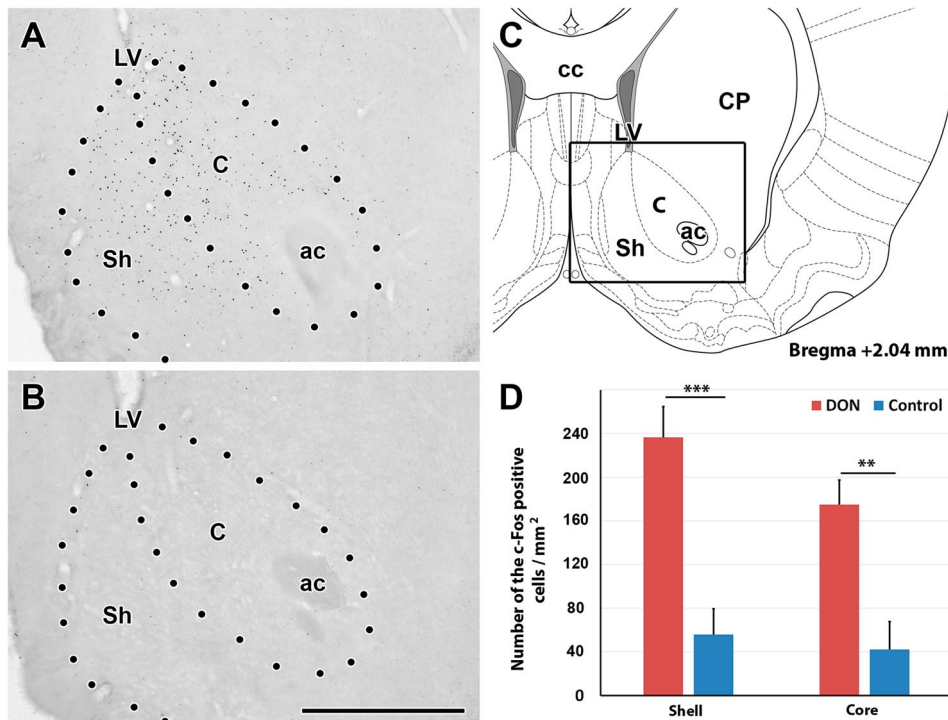 A
LV
C
Sh
ac
B
LV
C
Sh
ac
C
cc
CP
LV
C
ac
Sh
Bregma +2.04 mm
D
***
DON Control
**
240
200
160
80
60
40
0
Number of the c-Fos positive
cells / mm²
Shell
Core